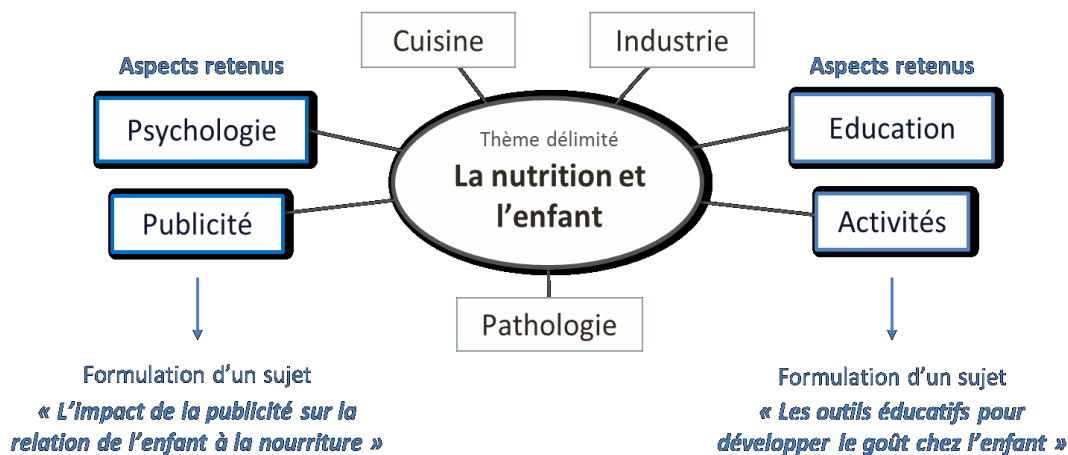 Cuisine
Industrie
Aspects retenus
Aspects retenus
Psychologie
Education
Thème délimité
La nutrition et
l’enfant
Publicité
Activités
Pathologie
Formulation d’un sujet
« L’impact de la publicité sur la
relation de l’enfant à la nourriture »
Formulation d’un sujet
« Les outils éducatifs pour
développer le goût chez l’enfant »